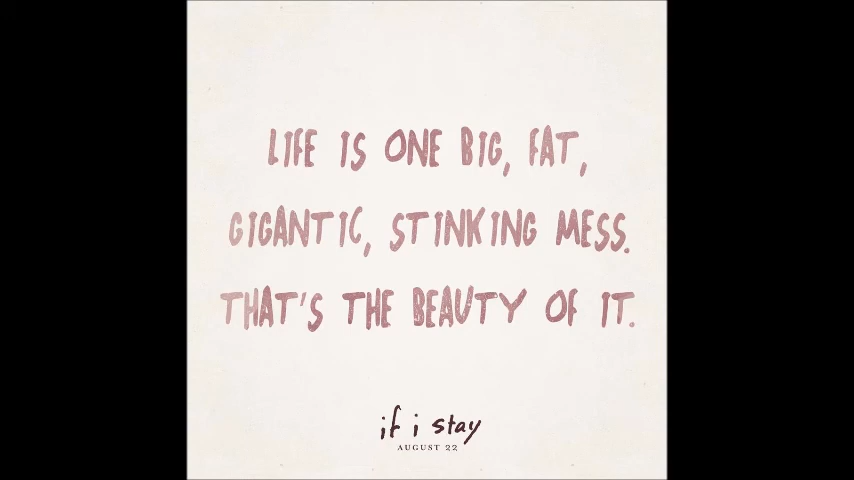 LIFE IS ONE BIG, FAT,
GIGANTIC, STINKING MESS.
THAT'S THE BEAUTY OF IT.
if i stay
AUGUST 22